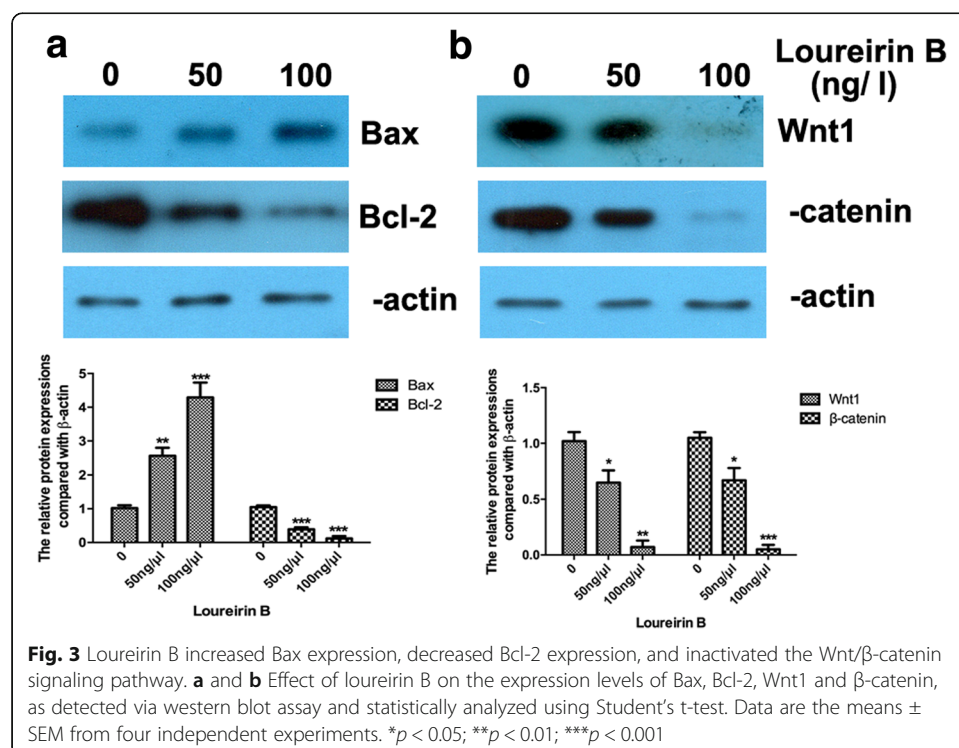 a
b
0 50 100
0 50 100
Loureirin B
(ng/ l)
Bax
Wnt1
Bcl-2
-catenin
-actin
-actin
The relative protein expressions
compared with β-actin
5
4
3
2
1
0
**
***
***
***
Bax
Bcl-2
0
50ng/μl
100ng/μl
0
50ng/μl
100ng/μl
Loureirin B
The relative protein expressions
compared with β-actin
1.5
1.0
0.5
0.0
*
**
*
***
Wnt1
β-catenin
0
50ng/μl
100ng/μl
0
50ng/μl
100ng/μl
Loureirin B
Fig. 3 Loureirin B increased Bax expression, decreased Bcl-2 expression, and inactivated the Wnt/β-catenin
signaling pathway. a and b Effect of loureirin B on the expression levels of Bax, Bcl-2, Wnt1 and β-catenin,
as detected via western blot assay and statistically analyzed using Student's t-test. Data are the means ±
SEM from four independent experiments. *p < 0.05; **p < 0.01; ***p < 0.001